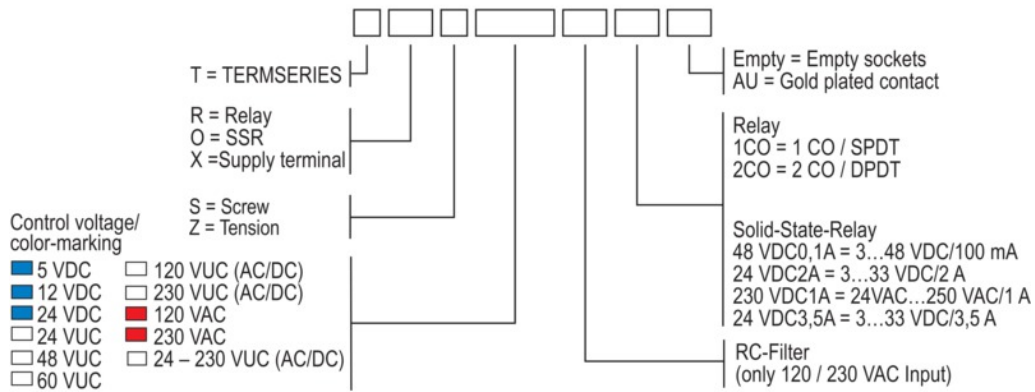 T = TERMSERIES
R = Relay
O = SSR
X =Supply terminal
S = Screw
Z = Tension
Control voltage/
color-marking
5 VDC
12 VDC
24 VDC
24 VUC
48 VUC
60 VUC
120 VUC (AC/DC)
230 VUC (AC/DC)
120 VAC
230 VAC
24 – 230 VUC (AC/DC)
Empty = Empty sockets
AU = Gold plated contact
Relay
1CO = 1 CO / SPDT
2CO = 2 CO / DPDT
Solid-State-Relay
48 VDC0,1A = 3...48 VDC/100 mA
24 VDC2A = 3...33 VDC/2 A
230 VDC1A = 24VAC...250 VAC/1 A
24 VDC3,5A = 3...33 VDC/3,5 A
RC-Filter
(only 120 / 230 VAC Input)